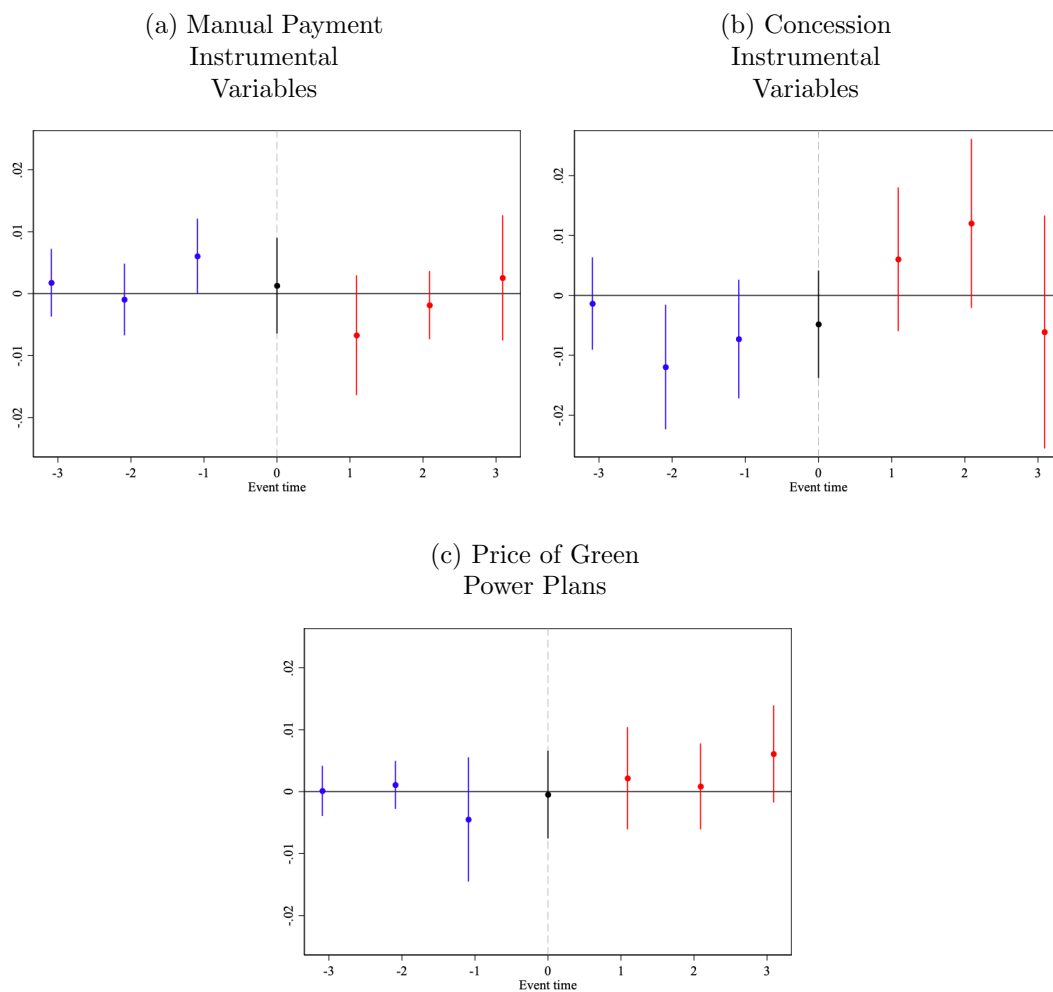 (a) Manual Payment
Instrumental
Variables
.02
.01
0
-.01
-.02
-3 -2 -1 0 1 2 3
Event time
(b) Concession
Instrumental
Variables
.02
.01
0
-.01
-.02
-3 -2 -1 0 1 2 3
Event time
(c) Price of Green
Power Plans
.02
.01
0
-.01
-.02
-3 -2 -1 0 1 2 3
Event time